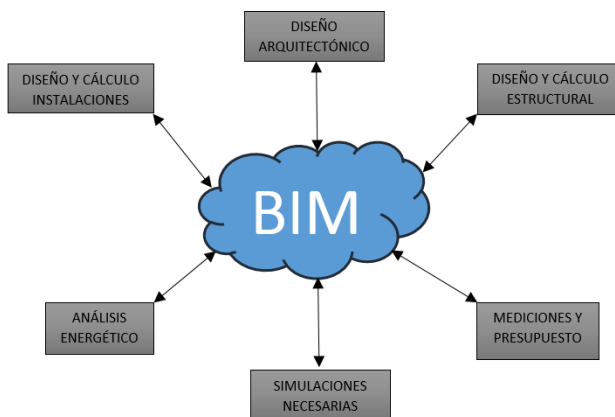 DISEÑO
ARQUITECTÓNICO
DISEÑO Y CÁLCULO
INSTALACIONES
DISEÑO Y CÁLCULO
ESTRUCTURAL
BIM
ANÁLISIS
ENERGÉTICO
MEDICIONES Y
PRESUPUESTO
SIMULACIONES
NECESARIAS